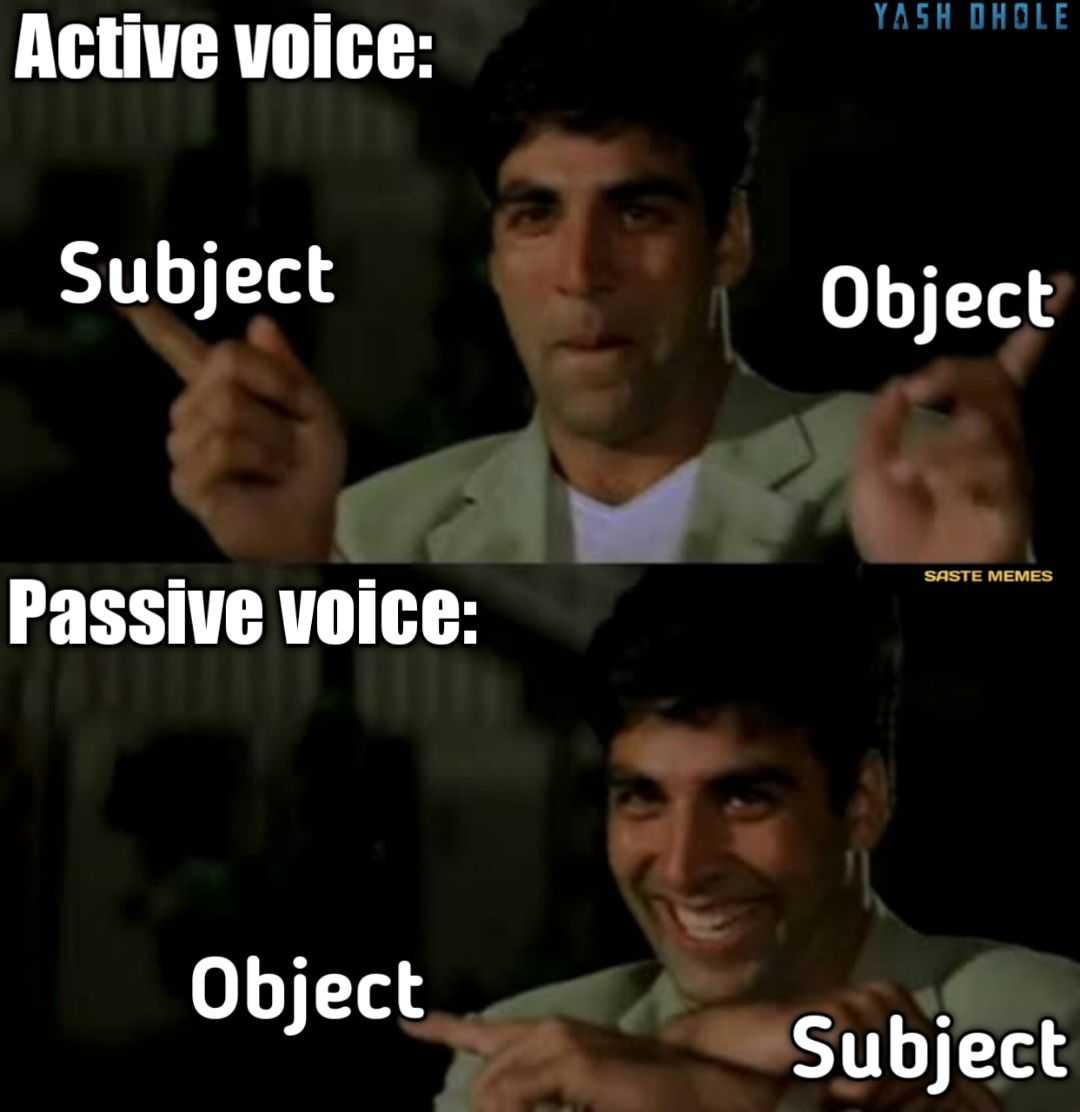 Active voice:
YASH DHOLE
Subject
Object
SASTE MEMES
Passive voice:
Object
Subject